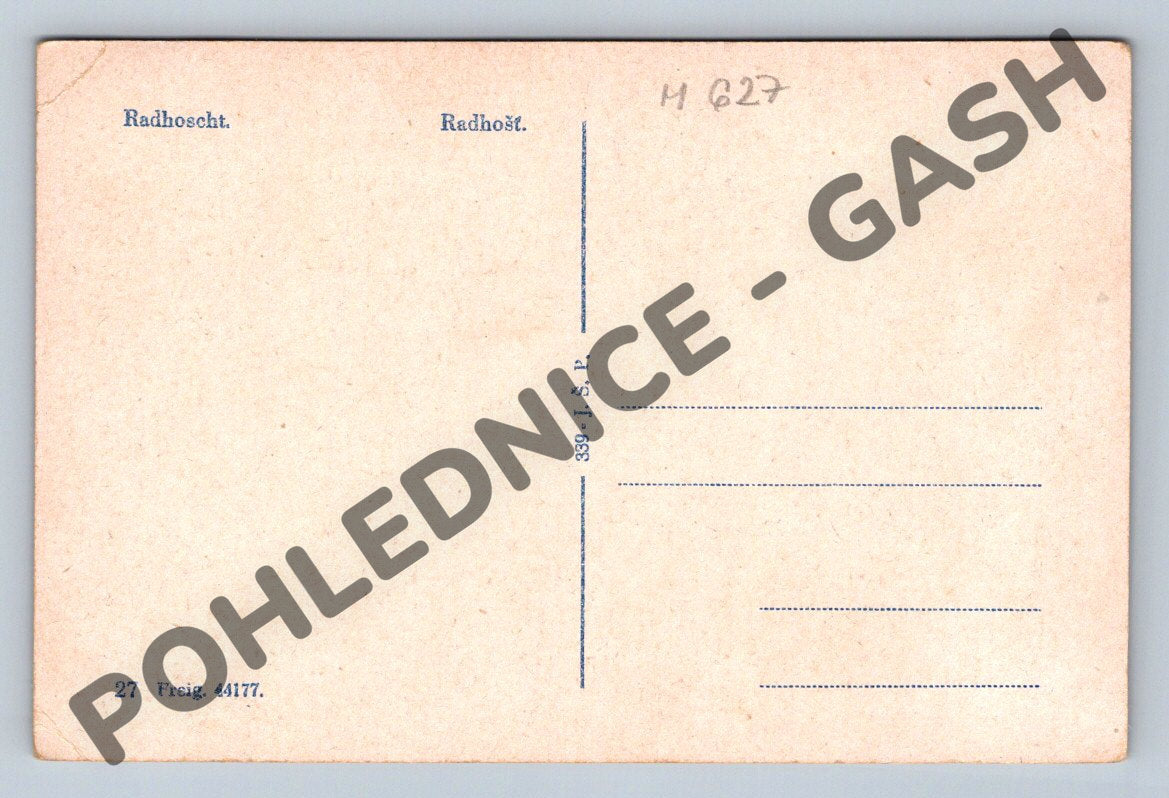 Radhoscht.
Radhošť.
M 627
339 - J. Š. P.
27 Freig. 44177.
POHLEDNICE - GASH